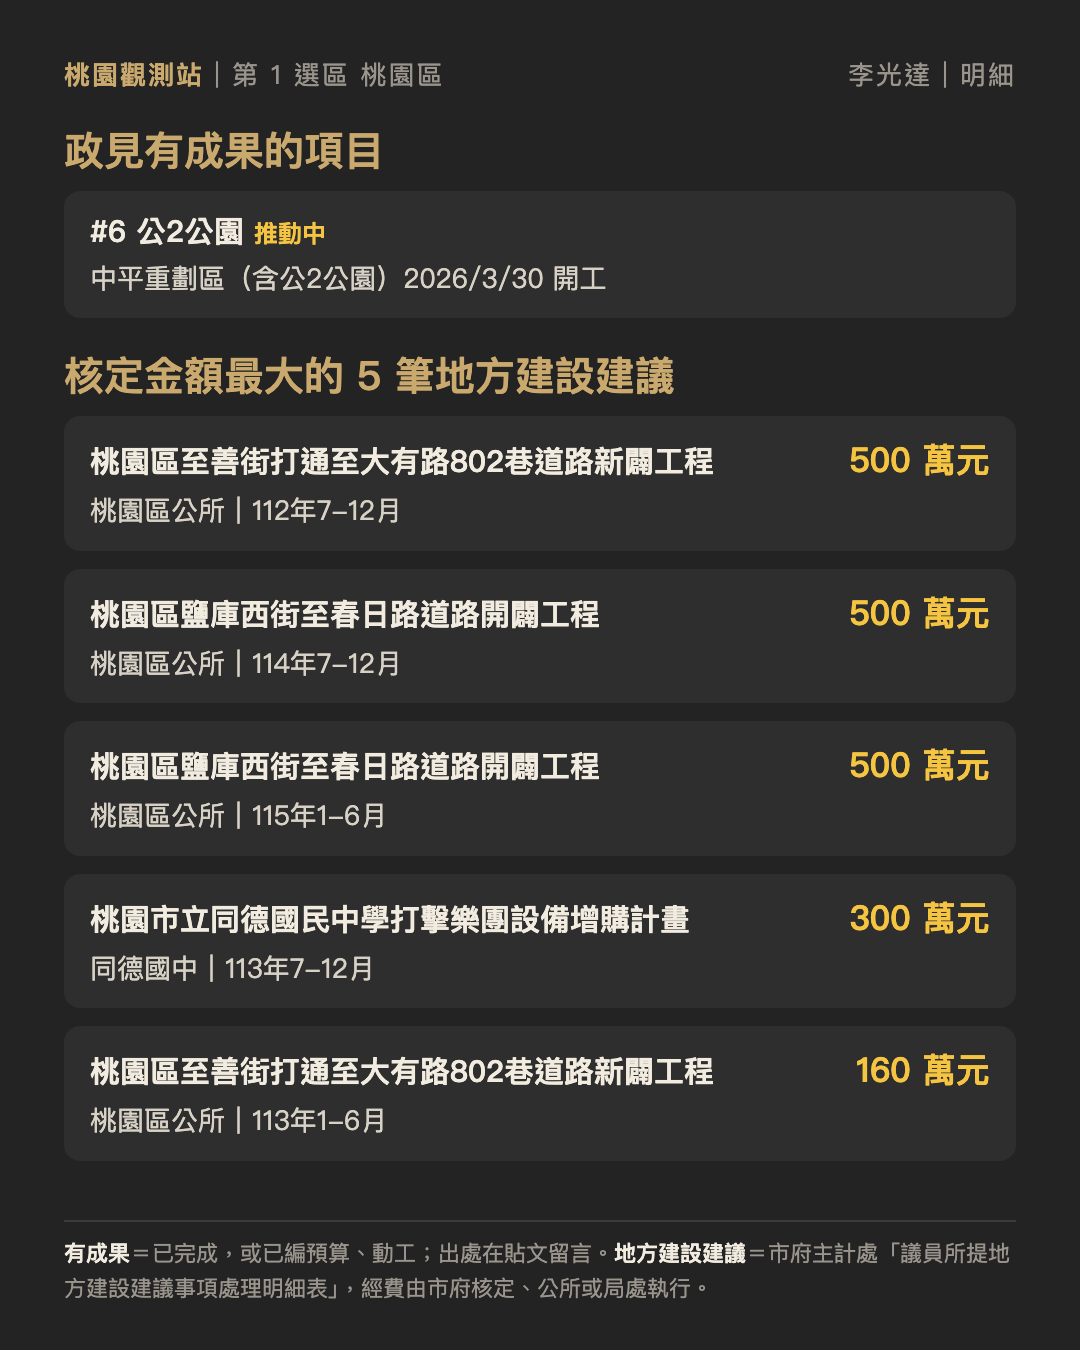 桃園觀測站｜第 1 選區 桃園區
李光達｜明細
政見有成果的項目
#6 公2公園 推動中
中平重劃區（含公2公園）2026/3/30 開工
核定金額最大的 5 筆地方建設建議
桃園區至善街打通至大有路802巷道路新闢工程 500 萬元
桃園區公所｜112年7–12月
桃園區鹽庫西街至春日路道路開闢工程 500 萬元
桃園區公所｜114年7–12月
桃園區鹽庫西街至春日路道路開闢工程 500 萬元
桃園區公所｜115年1–6月
桃園市立同德國民中學打擊樂團設備增購計畫 300 萬元
同德國中｜113年7–12月
桃園區至善街打通至大有路802巷道路新闢工程 160 萬元
桃園區公所｜113年1–6月
有成果＝已完成，或已編預算、動工；出處在貼文留言。地方建設建議＝市府主計處「議員所提地
方建設建議事項處理明細表」，經費由市府核定、公所或局處執行。